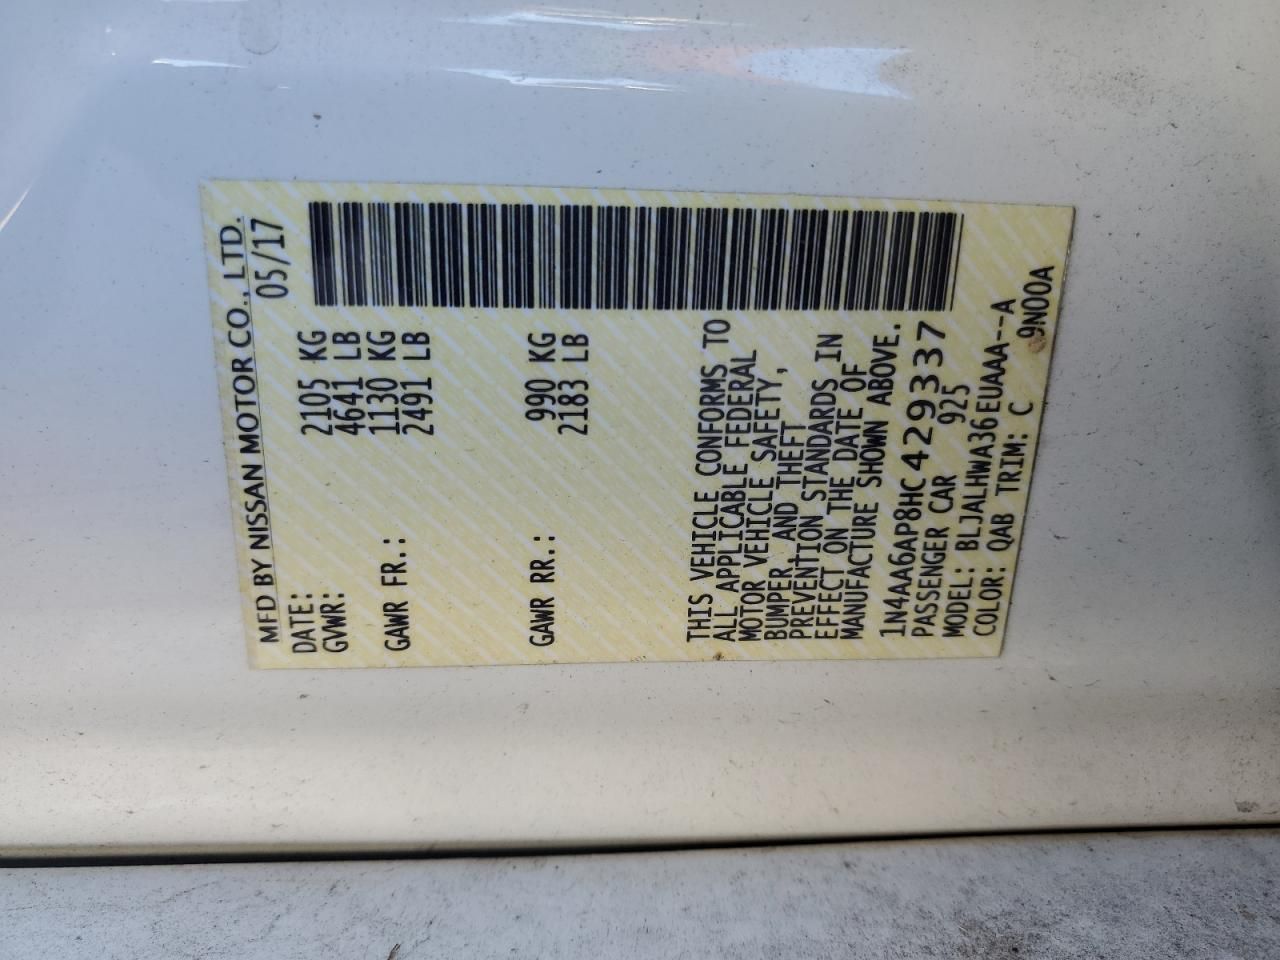 MFD BY NISSAN MOTOR CO., LTD.
DATE: 05/17
GVWR: 2105 KG
4641 LB
GAWR FR.: 1130 KG
2491 LB
GAWR RR.: 990 KG
2183 LB
THIS VEHICLE CONFORMS TO
ALL APPLICABLE FEDERAL
MOTOR VEHICLE SAFETY,
BUMPER AND THEFT
PREVENTION STANDARDS IN
EFFECT ON THE DATE OF
MANUFACTURE SHOWN ABOVE.
1N4AA6AP8HC429337
PASSENGER CAR 925
MODEL: BLJALHWA36EUAAA--A
COLOR: QAB TRIM: C 9N00A